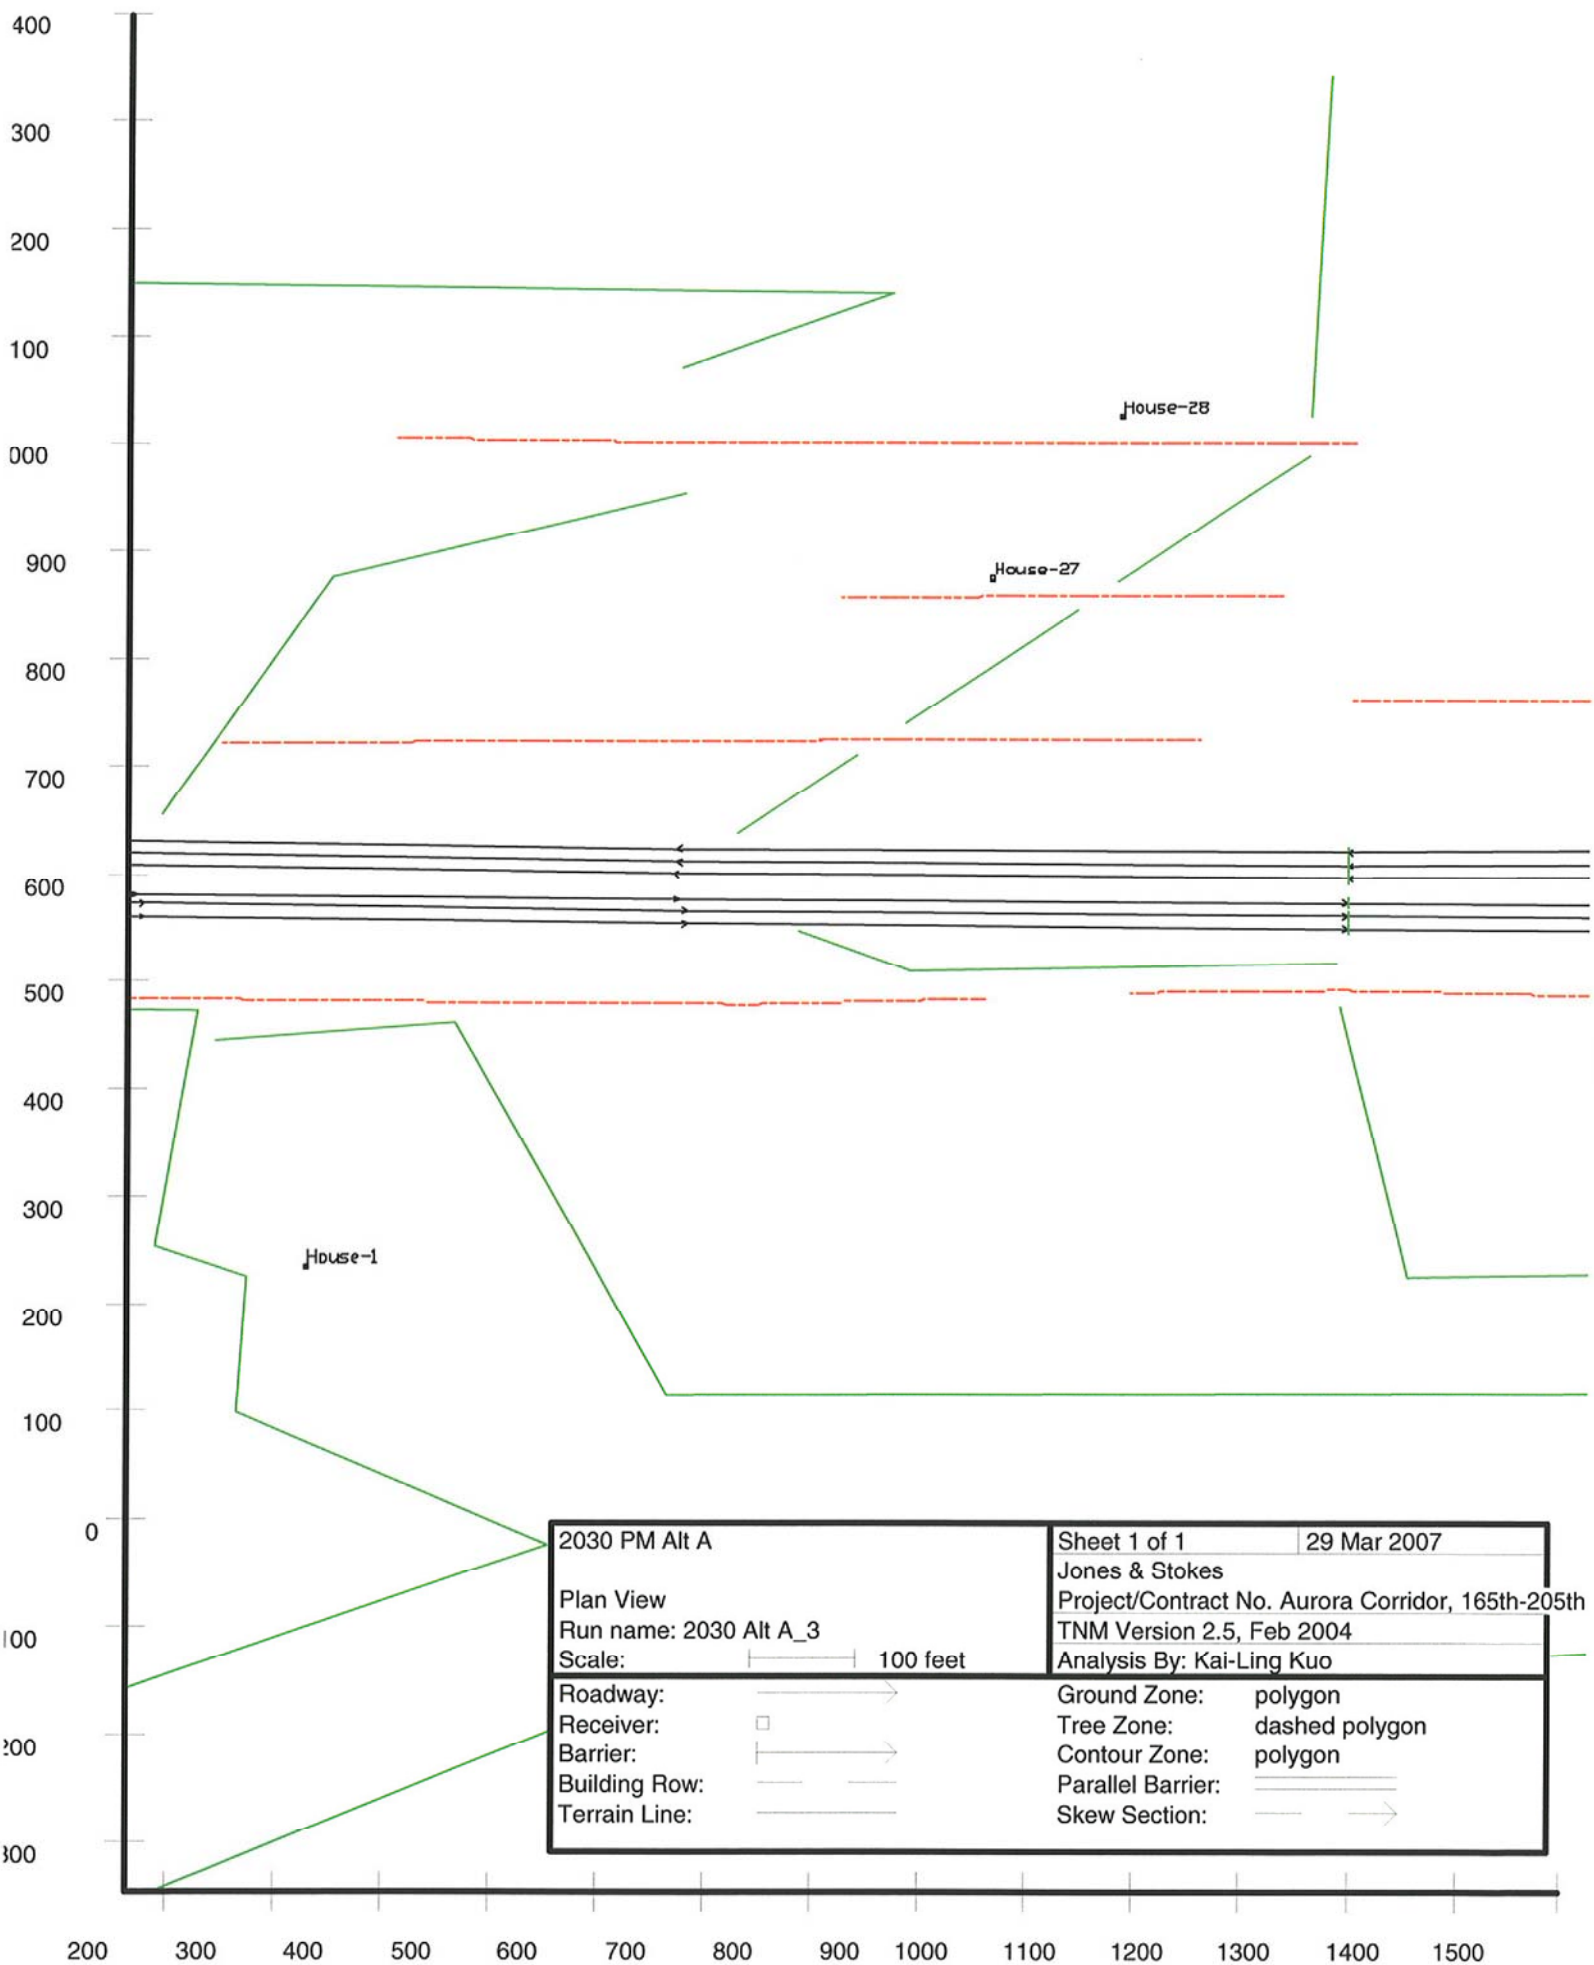 400
300
200
100
House-28
000
900
House-27
800
700
600
500
400
300
House-1
200
100
0
2030 PM Alt A
Sheet 1 of 1
29 Mar 2007
Jones & Stokes
Plan View
Project/Contract No. Aurora Corridor, 165th-205th
Run name: 2030 Alt A_3
TNM Version 2.5, Feb 2004
Scale: 100 feet
Analysis By: Kai-Ling Kuo
Roadway:
Ground Zone: polygon
Receiver:
Tree Zone: dashed polygon
Barrier:
Contour Zone: polygon
Building Row:
Parallel Barrier:
Terrain Line:
Skew Section:
200 300 400 500 600 700 800 900 1000 1100 1200 1300 1400 1500